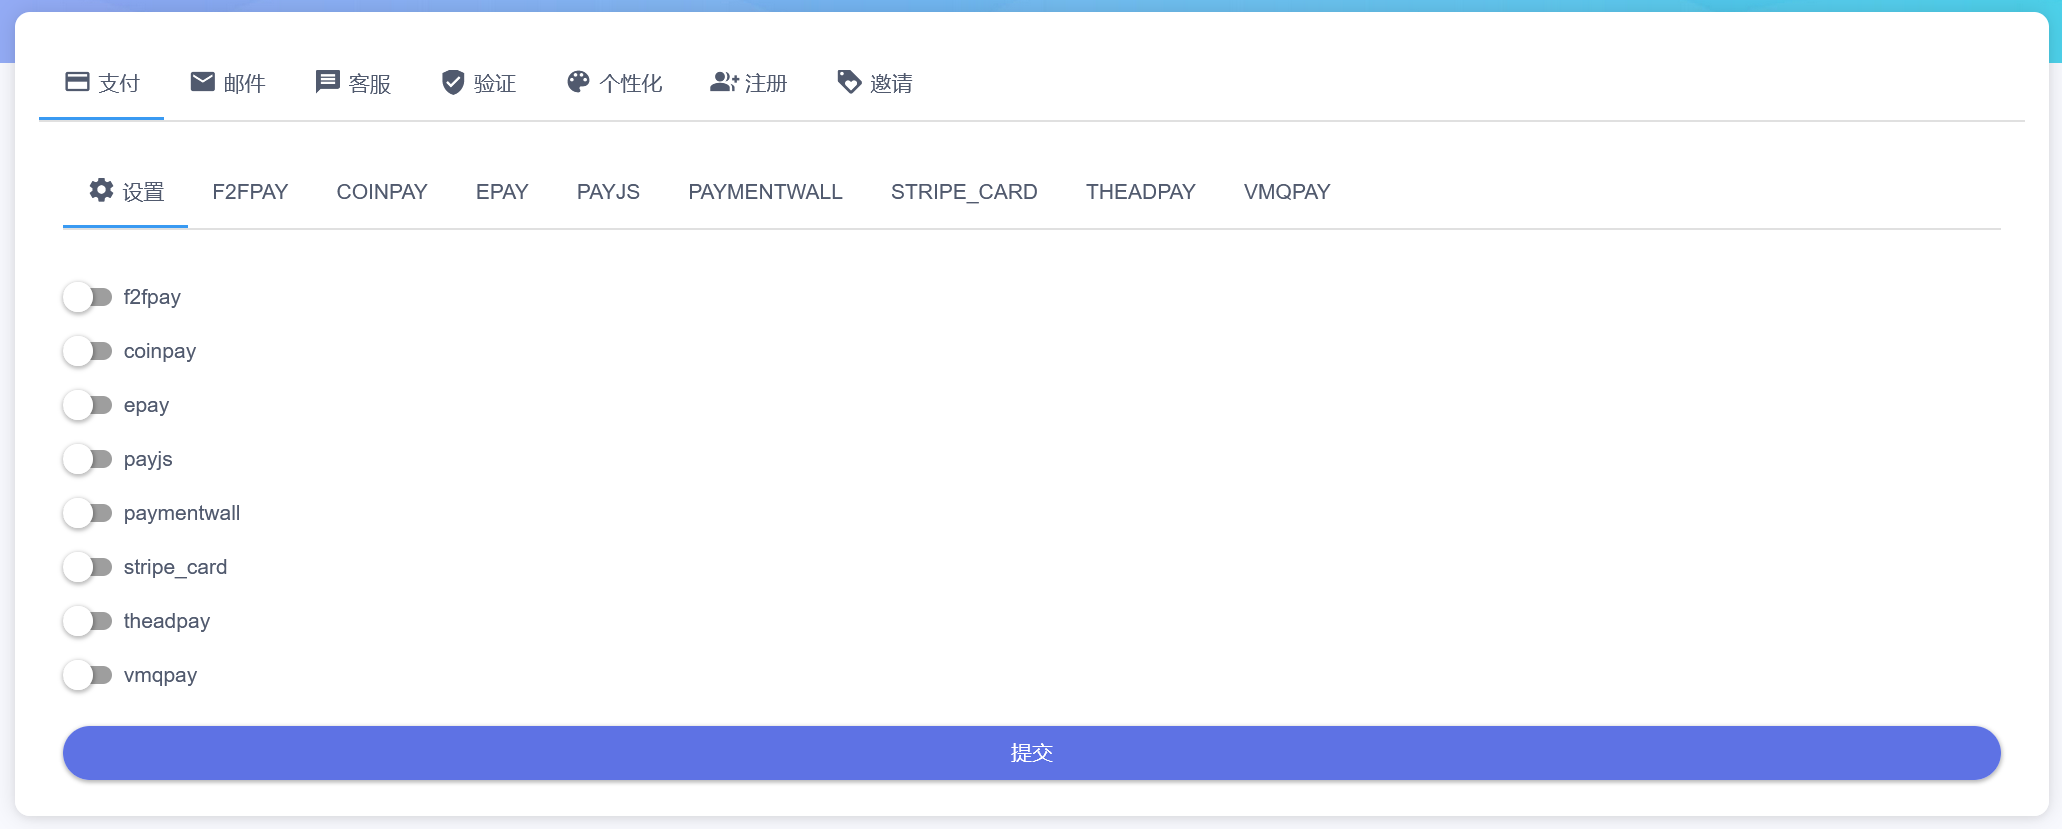 支付 邮件 客服 验证 个性化 注册 邀请
设置 F2FPAY COINPAY EPAY PAYJS PAYMENTWALL STRIPE_CARD THEADPAY VMQPAY
f2fpay
coinpay
epay
payjs
paymentwall
stripe_card
theadpay
vmqpay
提交